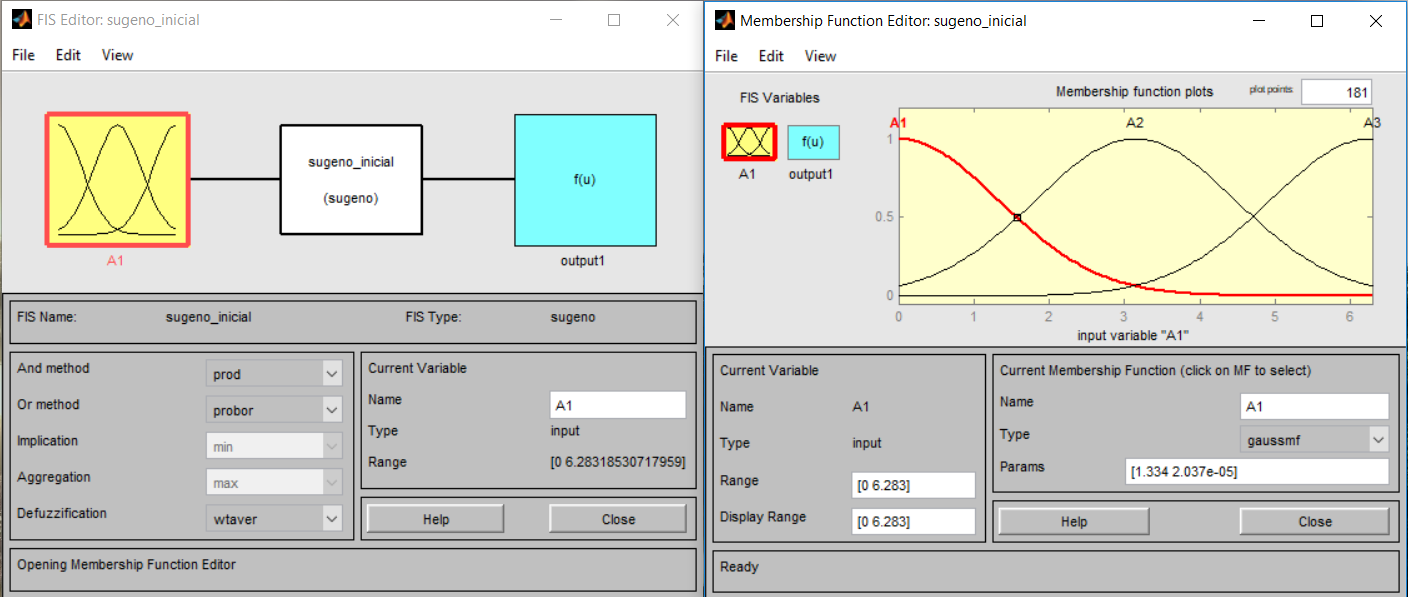 FIS Editor: sugeno_inicial
File Edit View
sugeno_inicial
(sugeno)
f(u)
A1
output1
FIS Name: sugeno_inicial FIS Type: sugeno
And method prod
Or method probor
Implication min
Aggregation max
Defuzzification wtaver
Current Variable
Name A1
Type input
Range [0 6.28318530717959]
Help Close
Opening Membership Function Editor
Membership Function Editor: sugeno_inicial
File Edit View
FIS Variables
f(u)
A1 output1
Membership function plots plot points: 181
A1 A2 A3
1
0.5
0
0 1 2 3 4 5 6
input variable "A1"
Current Variable
Name A1
Type input
Range [0 6.283]
Display Range [0 6.283]
Current Membership Function (click on MF to select)
Name A1
Type gaussmf
Params [1.334 2.037e-05]
Help Close
Ready